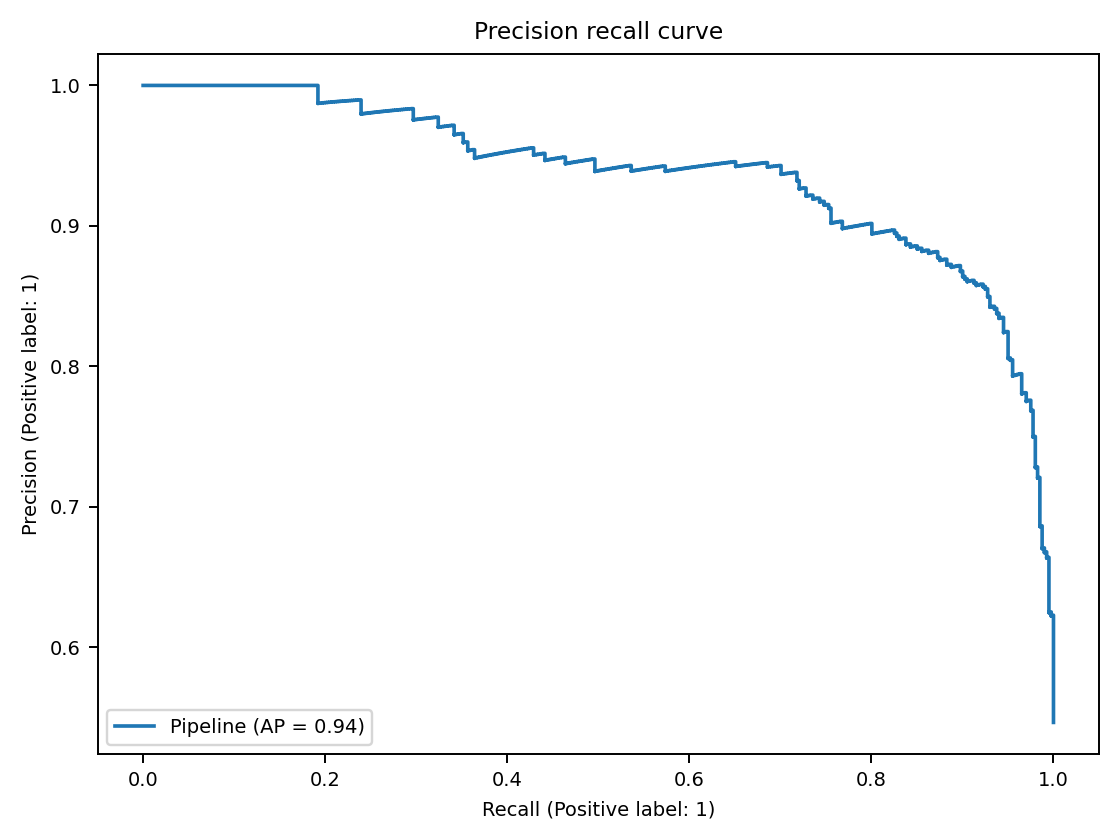 Precision recall curve
1.0
0.9
0.8
0.7
0.6
Precision (Positive label: 1)
Pipeline (AP = 0.94)
0.0 0.2 0.4 0.6 0.8 1.0
Recall (Positive label: 1)